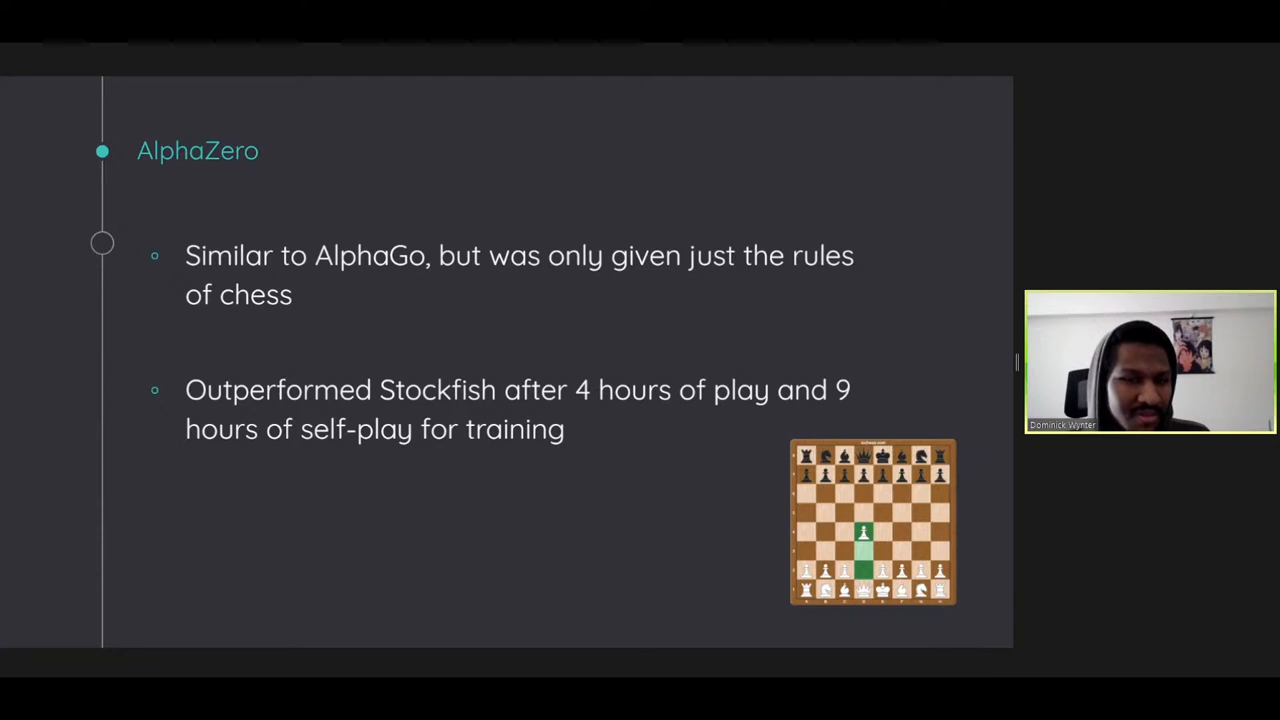 AlphaZero
Similar to AlphaGo, but was only given just the rules
of chess
Outperformed Stockfish after 4 hours of play and 9
hours of self-play for training
Dominick Wynter